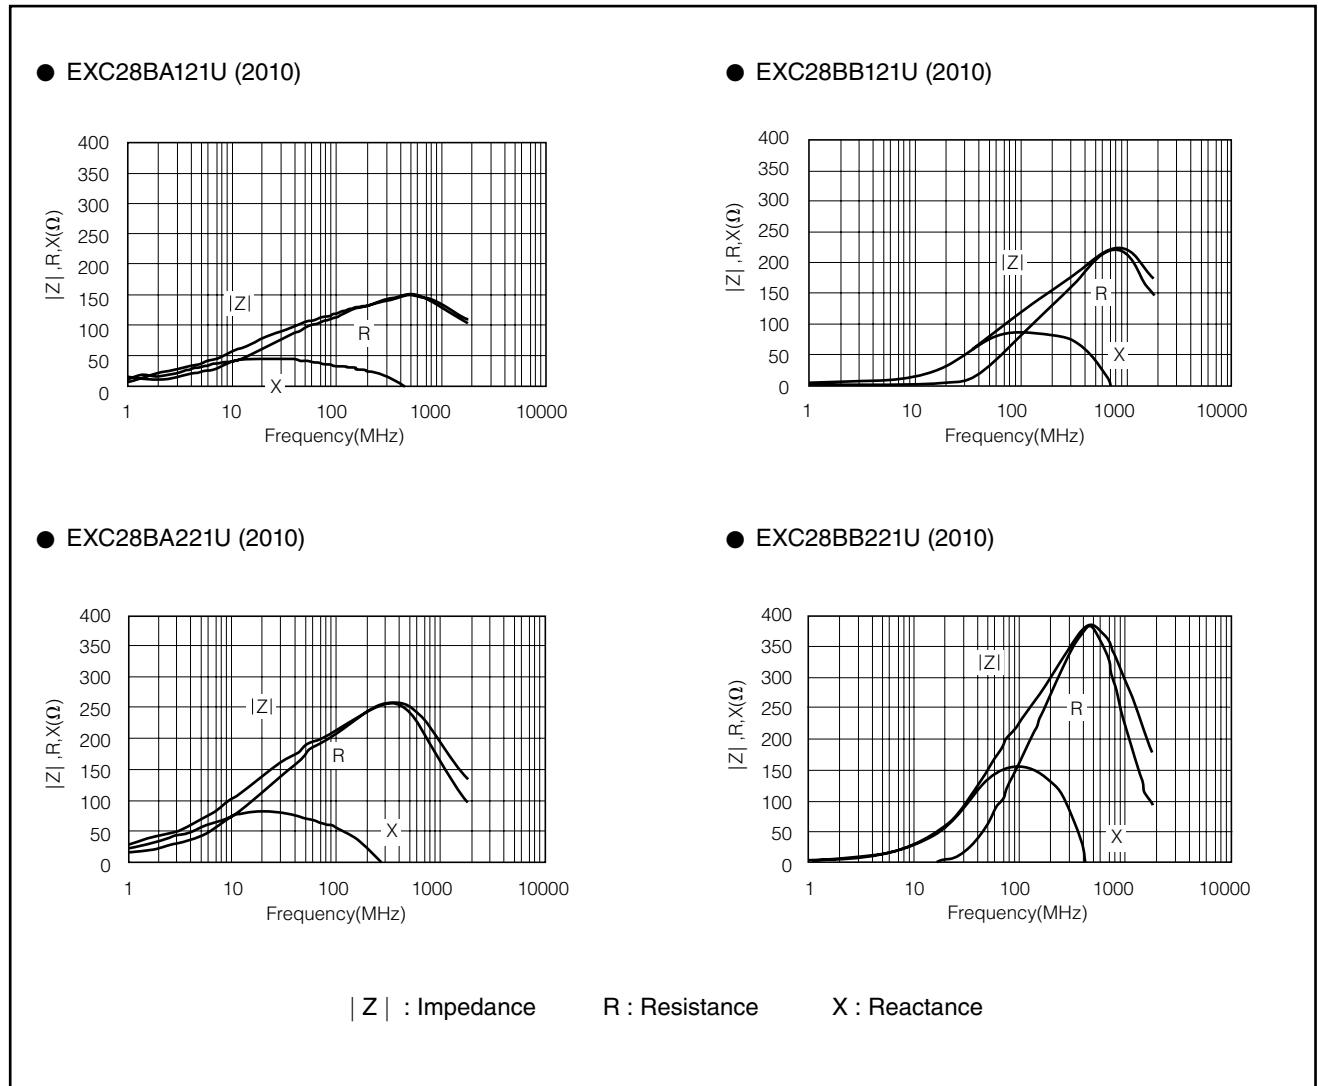 ● EXC28BA121U (2010)
400
350
300
250
200
150
100
50
0
|Z| ,R,X(Ω)
|Z|
R
X
1 10 100 1000 10000
Frequency(MHz)
● EXC28BB121U (2010)
400
350
300
250
200
150
100
50
0
|Z| ,R,X(Ω)
|Z|
R
X
1 10 100 1000 10000
Frequency(MHz)
● EXC28BA221U (2010)
400
350
300
250
200
150
100
50
0
|Z| ,R,X(Ω)
|Z|
R
X
1 10 100 1000 10000
Frequency(MHz)
● EXC28BB221U (2010)
400
350
300
250
200
150
100
50
0
|Z| ,R,X(Ω)
|Z|
R
X
1 10 100 1000 10000
Frequency(MHz)
| Z | : Impedance R : Resistance X : Reactance